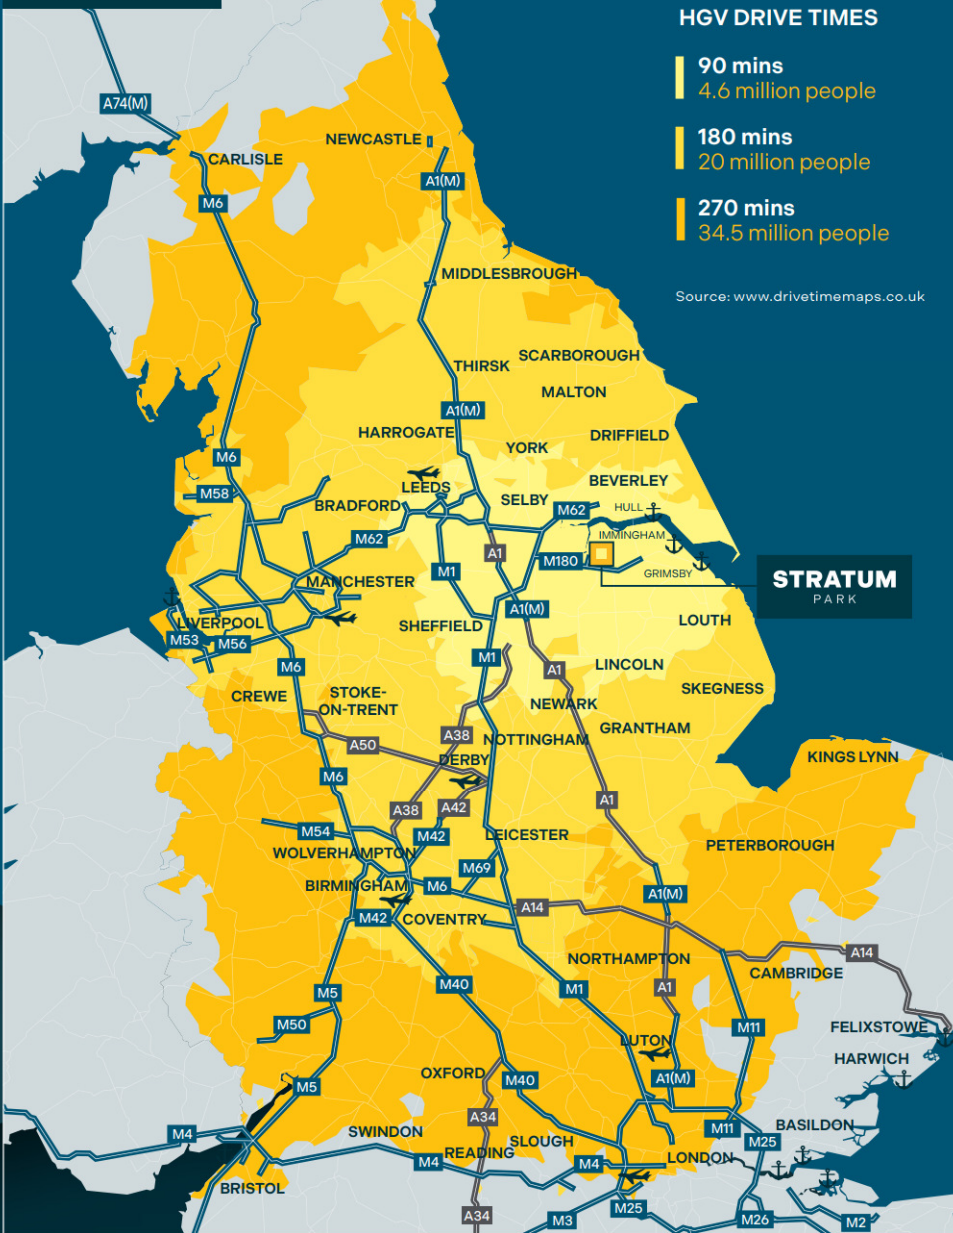 HGV DRIVE TIMES
90 mins
4.6 million people
180 mins
20 million people
270 mins
34.5 million people
Source: www.drivetimemaps.co.uk
A74(M)
NEWCASTLE
CARLISLE
A1(M)
M6
MIDDLESBROUGH
SCARBOROUGH
THIRSK
MALTON
A1(M)
HARROGATE
DRIFFIELD
YORK
M6
BEVERLEY
LEEDS
M58
SELBY
BRADFORD
M62
HULL
M62
IMMINGHAM
A1
M180
GRIMSBY
M1
STRATUM
PARK
MANCHESTER
A1(M)
LIVERPOOL
SHEFFIELD
LOUTH
M53
M56
M1
M6
LINCOLN
A1
CREWE
STOKE-
ON-TRENT
SKEGNESS
NEWARK
GRANTHAM
A38
NOTTINGHAM
A50
DERBY
KINGS LYNN
M6
A38
A42
A1
M54
M42
LEICESTER
WOLVERHAMPTON
PETERBOROUGH
M69
BIRMINGHAM
M6
A1(M)
A14
M42
COVENTRY
A14
NORTHAMPTON
CAMBRIDGE
M40
M1
A1
M5
M50
M11
FELIXSTOWE
LUTON
HARWICH
OXFORD
M40
A1(M)
M5
A34
M11
BASILDON
SWINDON
M4
SLOUGH
M25
READING
M4
M4
LONDON
BRISTOL
M25
A34
M3
M26
M2